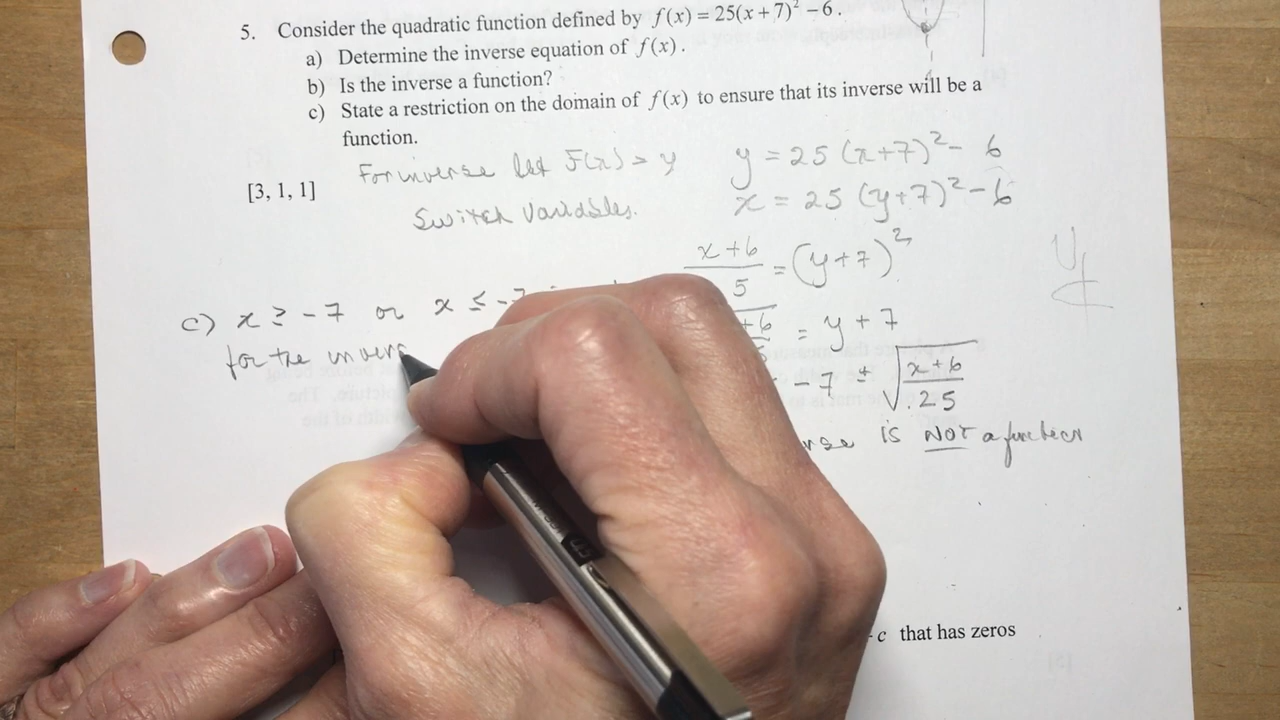 5. Consider the quadratic function defined by f(x) = 25(x+7)² − 6.
a) Determine the inverse equation of f(x).
b) Is the inverse a function?
c) State a restriction on the domain of f(x) to ensure that its inverse will be a
function.
[3, 1, 1]
For inverse let F(x) = y
Switch Variables.
y = 25 (x+7)² − 6
x = 25 (y+7)² − 6
x+6 / 5 = (y+7)²
+6 = y + 7
−7 ± √(x+6 / .25)
rse is NOT a function
c) x ≥ −7 or x ≤ −7
for the invers
c that has zeros